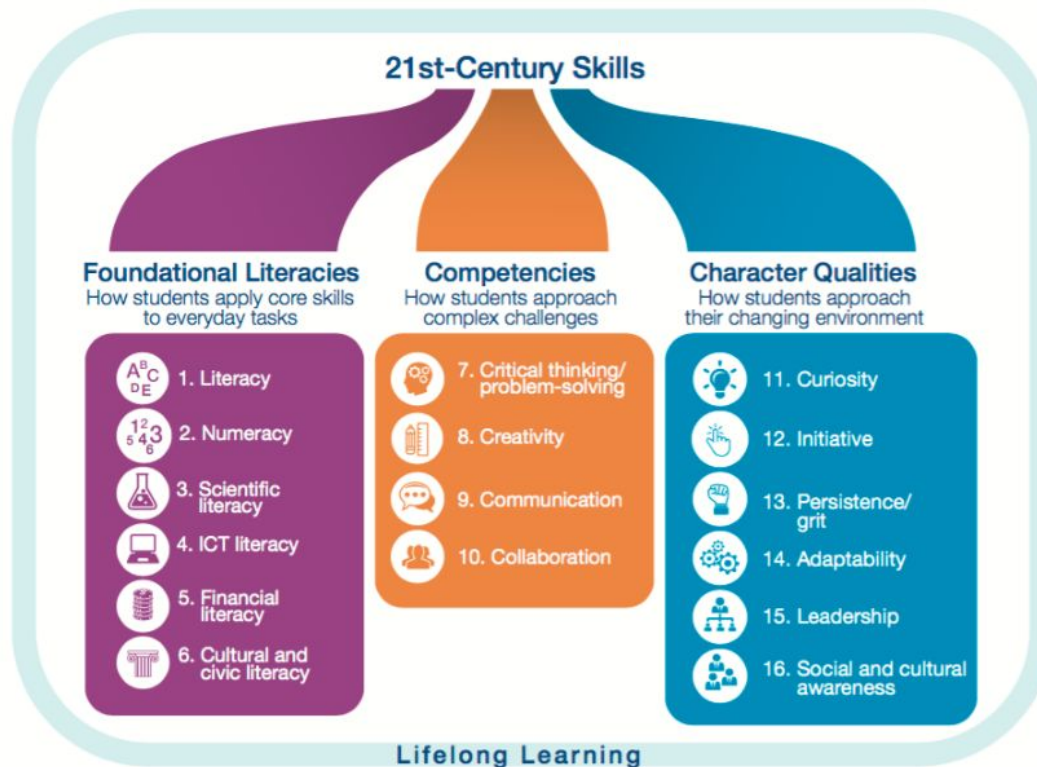 21st-Century Skills
Foundational Literacies
How students apply core skills
to everyday tasks
ABCDE
1. Literacy
123456
2. Numeracy
3. Scientific
literacy
4. ICT literacy
5. Financial
literacy
6. Cultural and
civic literacy
Competencies
How students approach
complex challenges
7. Critical thinking/
problem-solving
8. Creativity
9. Communication
10. Collaboration
Character Qualities
How students approach
their changing environment
11. Curiosity
12. Initiative
13. Persistence/
grit
14. Adaptability
15. Leadership
16. Social and cultural
awareness
Lifelong Learning